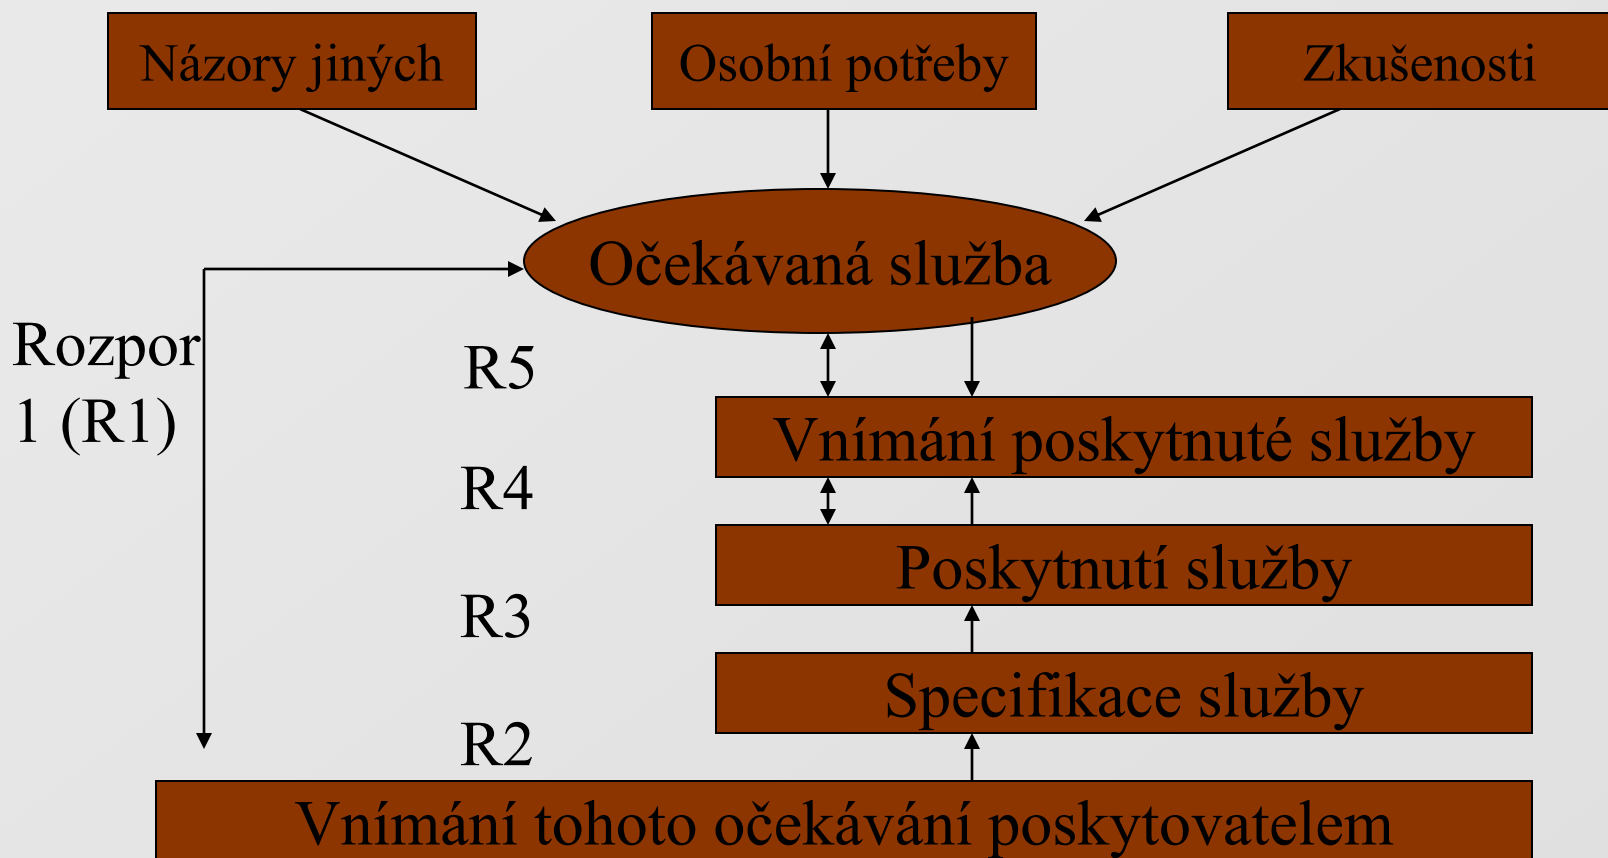 Názory jiných
Osobní potřeby
Zkušenosti
Očekávaná služba
Rozpor
1 (R1)
R5
Vnímání poskytnuté služby
R4
Poskytnutí služby
R3
Specifikace služby
R2
Vnímání tohoto očekávání poskytovatelem